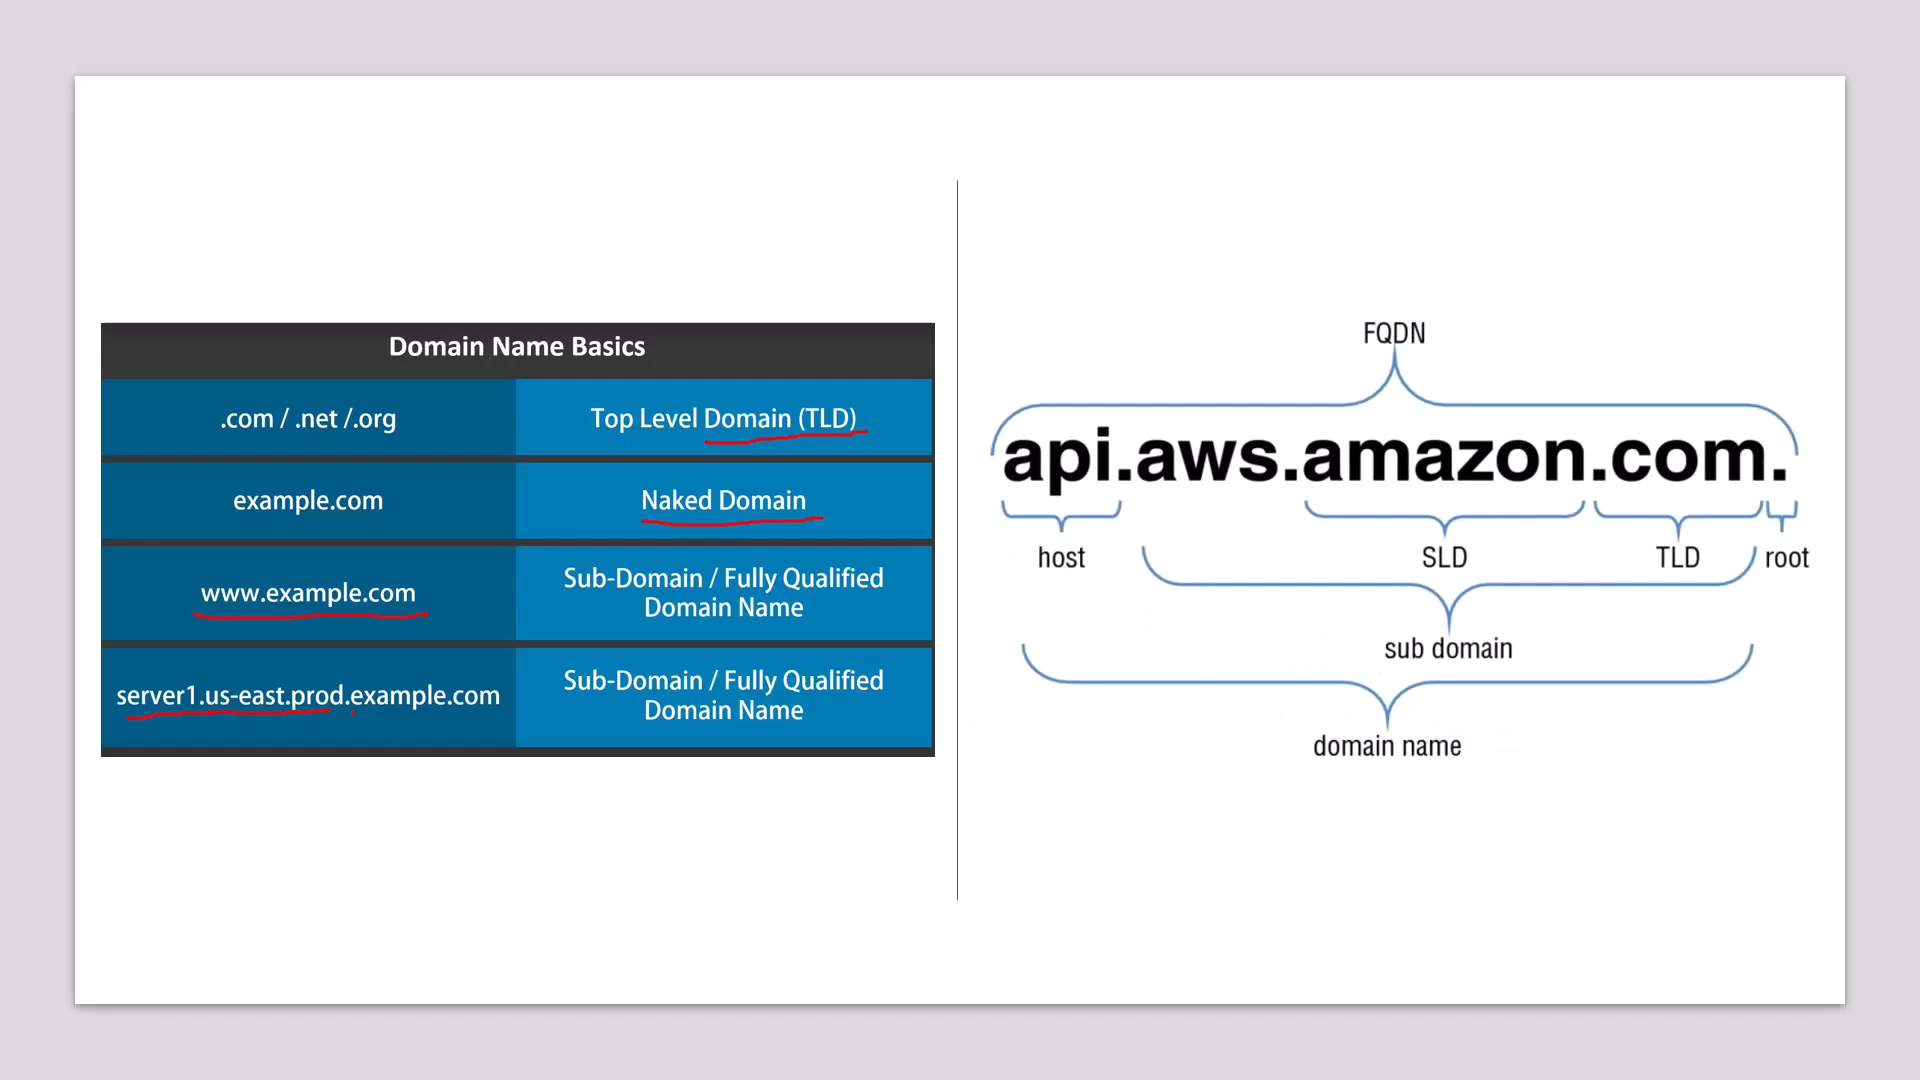 Domain Name Basics
.com / .net /.org
Top Level Domain (TLD)
example.com
Naked Domain
www.example.com
Sub-Domain / Fully Qualified
Domain Name
server1.us-east.prod.example.com
Sub-Domain / Fully Qualified
Domain Name
FQDN
api.aws.amazon.com.
host
SLD
TLD
root
sub domain
domain name